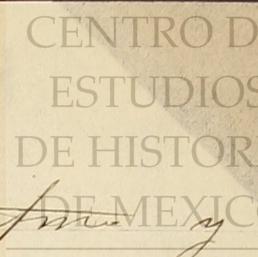 CENTRO D
ESTUDIOS
DE HISTOR
DE MEXIC
y